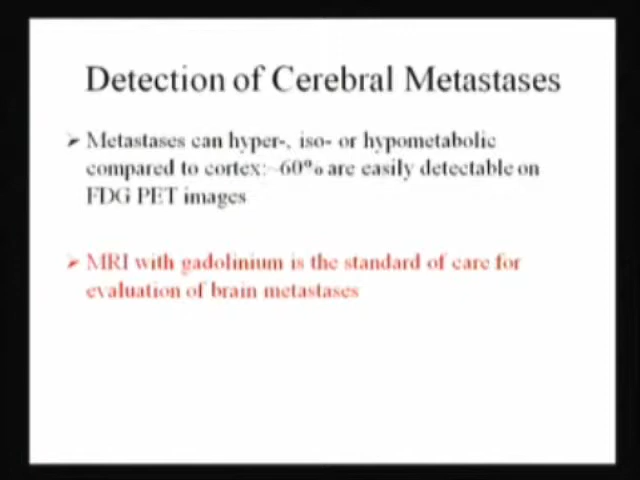 Detection of Cerebral Metastases
➢ Metastases can hyper-, iso- or hypometabolic
compared to cortex: ~60% are easily detectable on
FDG PET images
➢ MRI with gadolinium is the standard of care for
evaluation of brain metastases